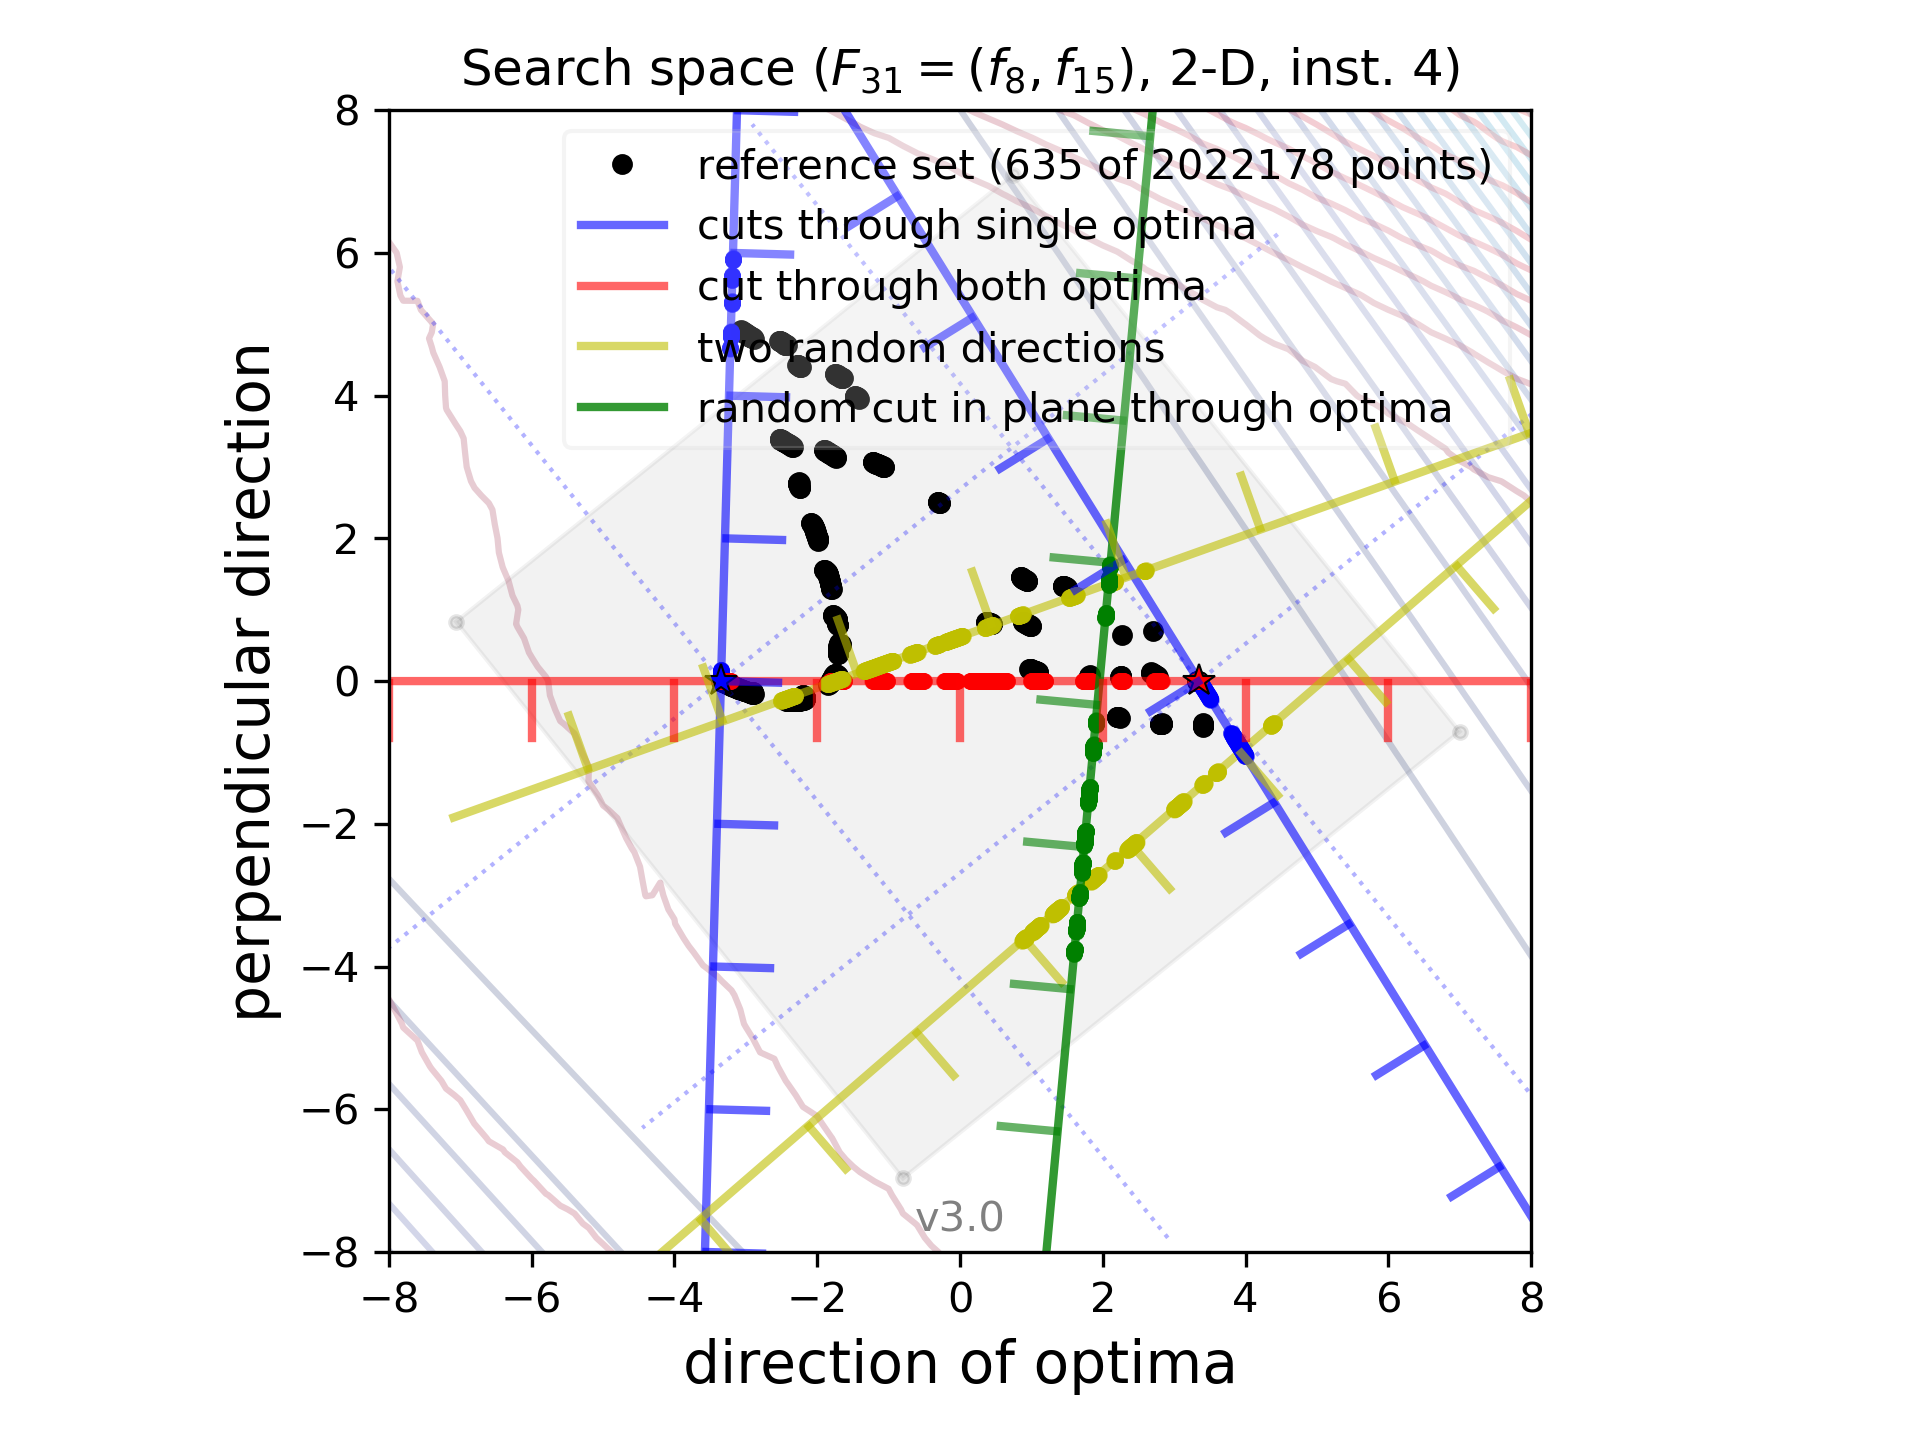 Search space (F₃₁ = (f₈, f₁₅), 2-D, inst. 4)
reference set (635 of 2022178 points)
cuts through single optima
cut through both optima
two random directions
random cut in plane through optima
8
6
4
2
0
−2
−4
−6
−8
perpendicular direction
v3.0
−8 −6 −4 −2 0 2 4 6 8
direction of optima